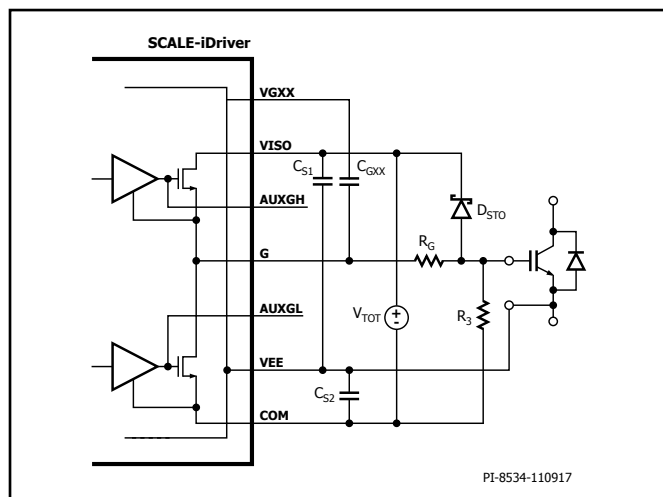 SCALE-iDriver
VGXX
VISO
CS1
CGXX
AUXGH
DSTO
RG
G
AUXGL
VTOT
R3
VEE
CS2
COM
PI-8534-110917